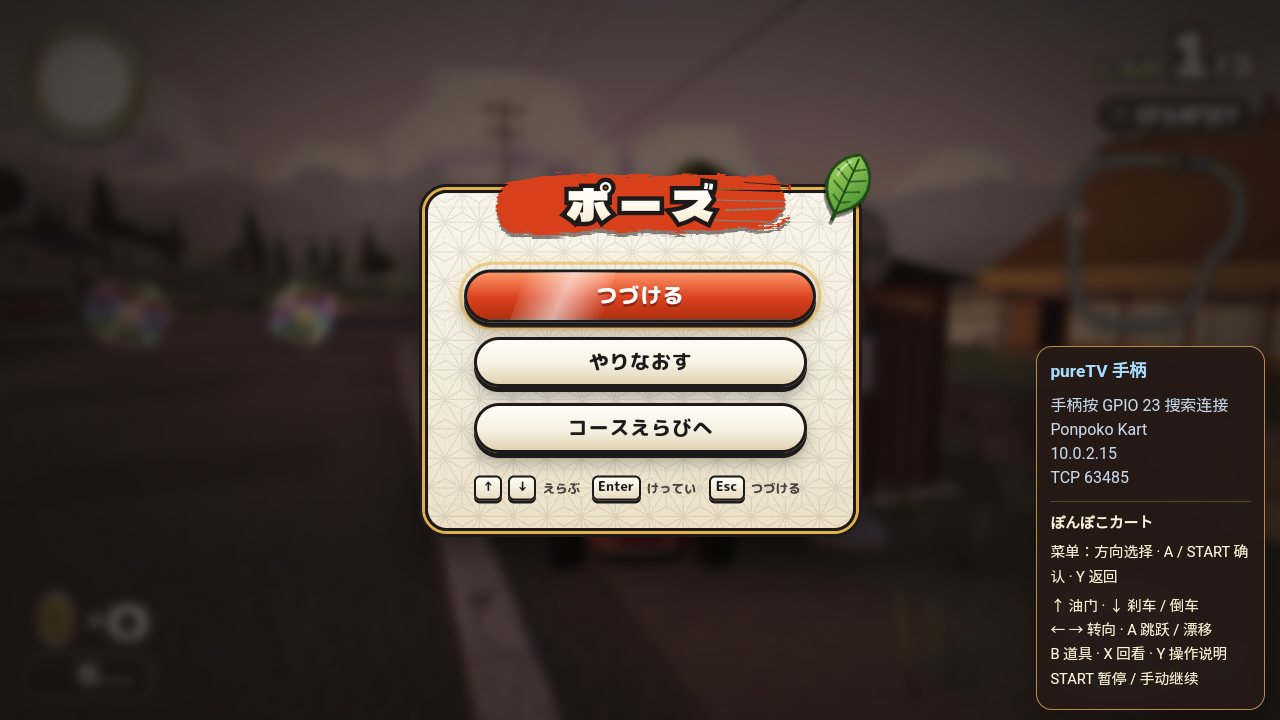 1
ポーズ
つづける
やりなおす
コースえらびへ
↑ ↓ えらぶ Enter けってい Esc つづける
pureTV 手柄
手柄按 GPIO 23 搜索连接
Ponpoko Kart
10.0.2.15
TCP 63485
ぽんぽこカート
菜单：方向选择 · A / START 确
认 · Y 返回
↑ 油门 · ↓ 刹车 / 倒车
← → 转向 · A 跳跃 / 漂移
B 道具 · X 回看 · Y 操作说明
START 暂停 / 手动继续